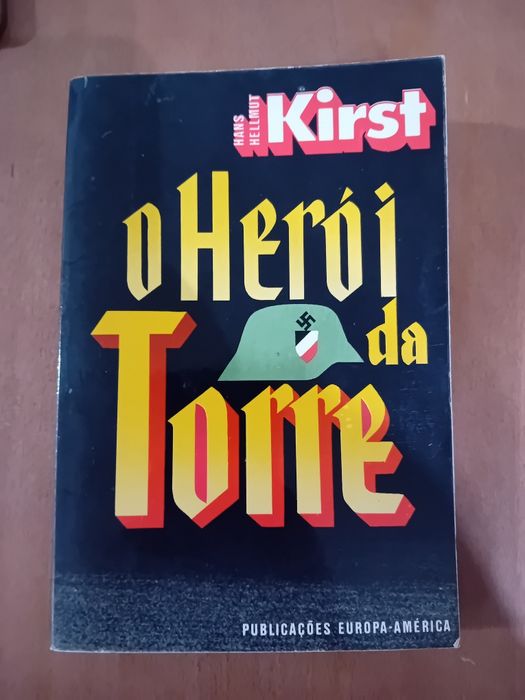 HANS
HELLMUT
Kirst
O Herói
da
Torre
PUBLICAÇÕES EUROPA-AMÉRICA